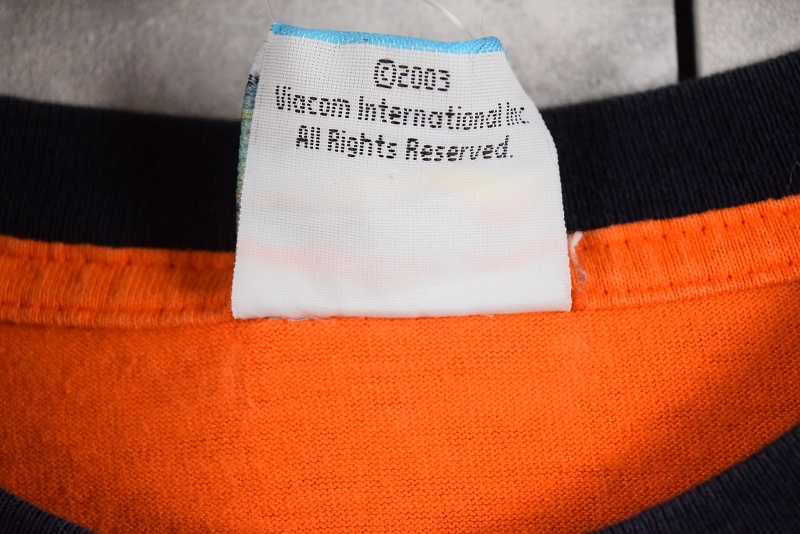 ©2003
Viacom International Inc.
All Rights Reserved.